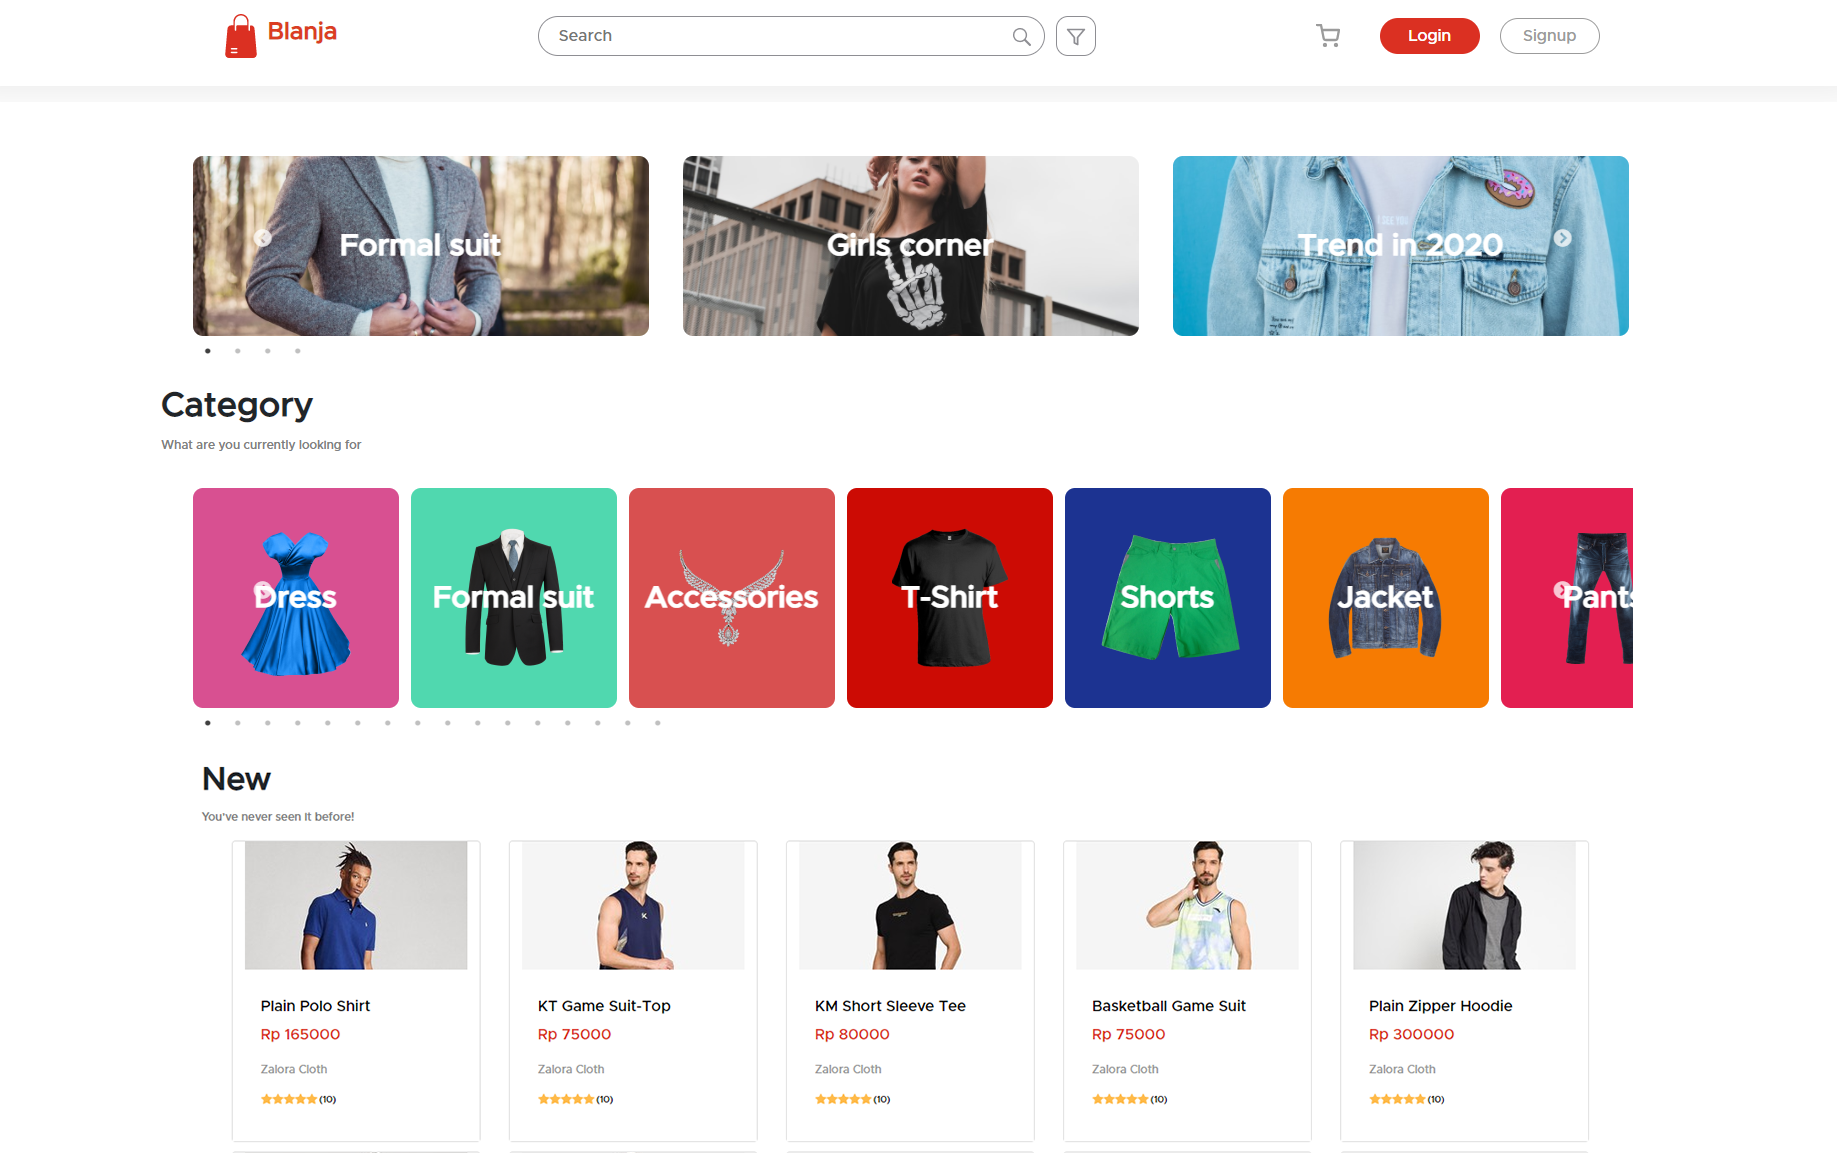 Blanja
Search
Login
Signup
Formal suit
Girls corner
Trend in 2020
Category
What are you currently looking for
Dress
Formal suit
Accessories
T-Shirt
Shorts
Jacket
Pants
New
You've never seen it before!
Plain Polo Shirt
Rp 165000
Zalora Cloth
(10)
KT Game Suit-Top
Rp 75000
Zalora Cloth
(10)
KM Short Sleeve Tee
Rp 80000
Zalora Cloth
(10)
Basketball Game Suit
Rp 75000
Zalora Cloth
(10)
Plain Zipper Hoodie
Rp 300000
Zalora Cloth
(10)